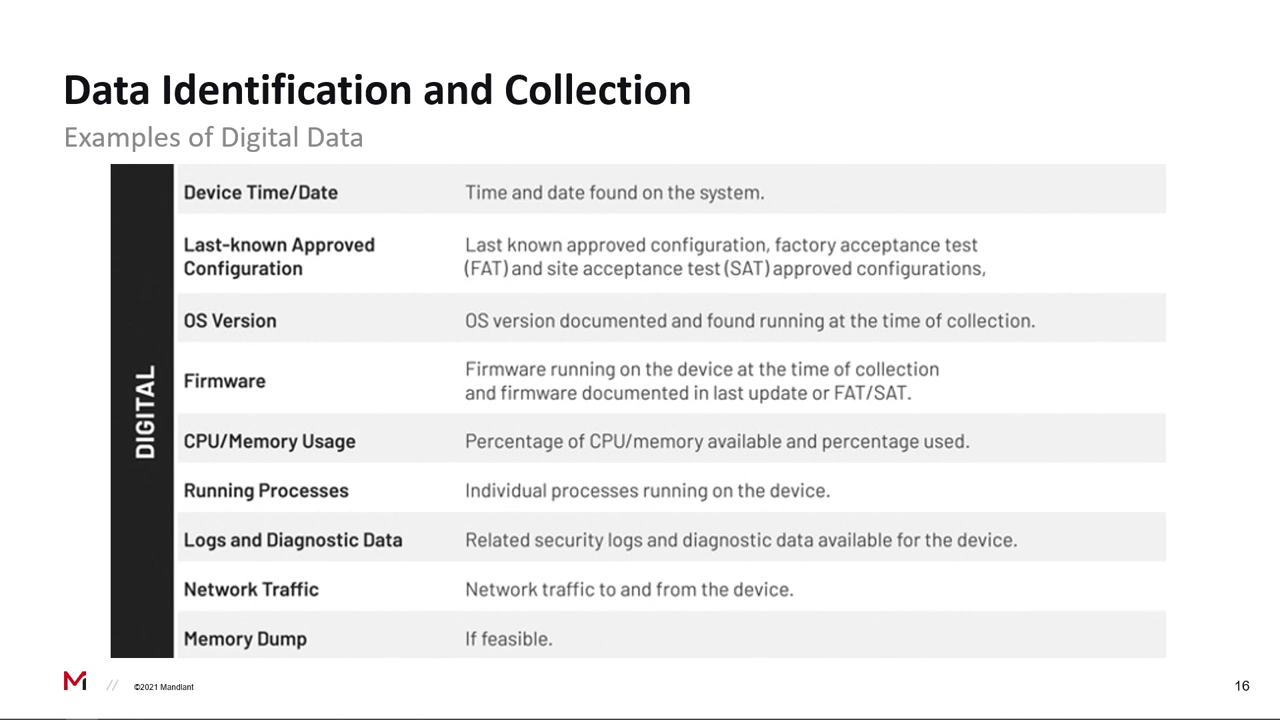 Data Identification and Collection
Examples of Digital Data
DIGITAL
Device Time/Date
Time and date found on the system.
Last-known Approved
Configuration
Last known approved configuration, factory acceptance test
(FAT) and site acceptance test (SAT) approved configurations,
OS Version
OS version documented and found running at the time of collection.
Firmware
Firmware running on the device at the time of collection
and firmware documented in last update or FAT/SAT.
CPU/Memory Usage
Percentage of CPU/memory available and percentage used.
Running Processes
Individual processes running on the device.
Logs and Diagnostic Data
Related security logs and diagnostic data available for the device.
Network Traffic
Network traffic to and from the device.
Memory Dump
If feasible.
M // ©2021 Mandiant
16